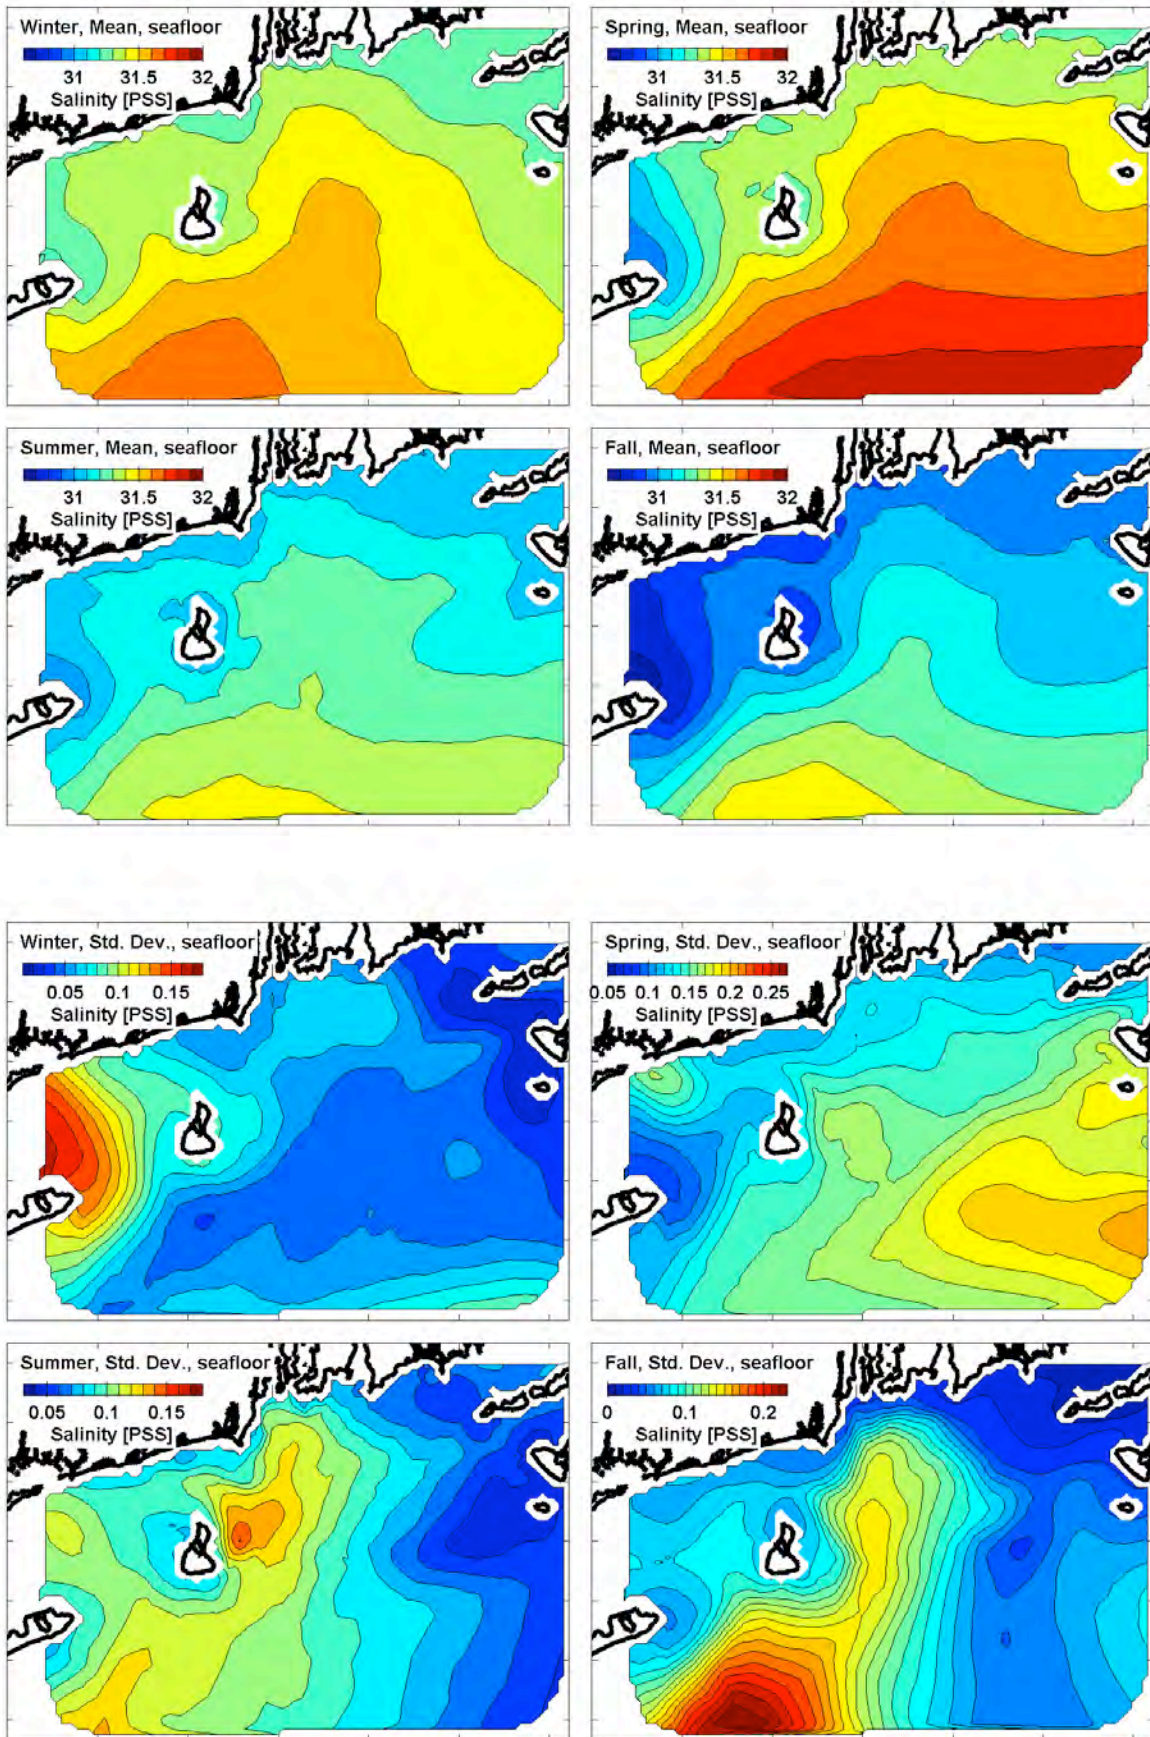 Winter, Mean, seafloor
31 31.5 32
Salinity [PSS]
Spring, Mean, seafloor
31 31.5 32
Salinity [PSS]
Summer, Mean, seafloor
31 31.5 32
Salinity [PSS]
Fall, Mean, seafloor
31 31.5 32
Salinity [PSS]
Winter, Std. Dev., seafloor
0.05 0.1 0.15
Salinity [PSS]
Spring, Std. Dev., seafloor
0.05 0.1 0.15 0.2 0.25
Salinity [PSS]
Summer, Std. Dev., seafloor
0.05 0.1 0.15
Salinity [PSS]
Fall, Std. Dev., seafloor
0 0.1 0.2
Salinity [PSS]